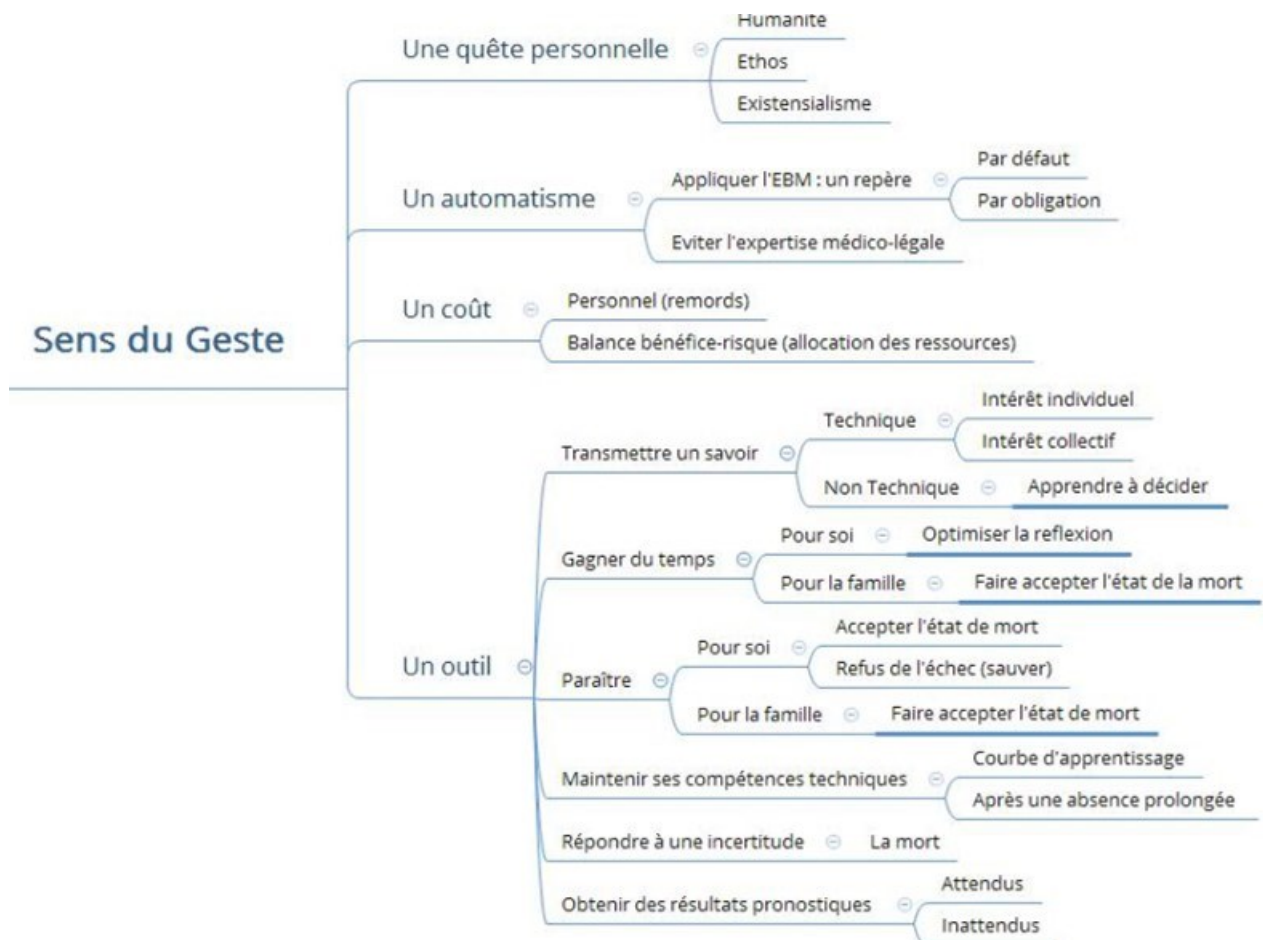 Humanité
Une quête personnelle
Ethos
Existensialisme
Par défaut
Appliquer l'EBM : un repère
Un automatisme
Par obligation
Eviter l'expertise médico-légale
Personnel (remords)
Un coût
Balance bénéfice-risque (allocation des ressources)
Sens du Geste
Intérêt individuel
Technique
Intérêt collectif
Transmettre un savoir
Non Technique
Apprendre à décider
Pour soi
Optimiser la reflexion
Gagner du temps
Pour la famille
Faire accepter l'état de la mort
Accepter l'état de mort
Pour soi
Refus de l'échec (sauver)
Un outil
Paraître
Pour la famille
Faire accepter l'état de mort
Courbe d'apprentissage
Maintenir ses compétences techniques
Après une absence prolongée
Répondre à une incertitude
La mort
Attendus
Obtenir des résultats pronostiques
Inattendus